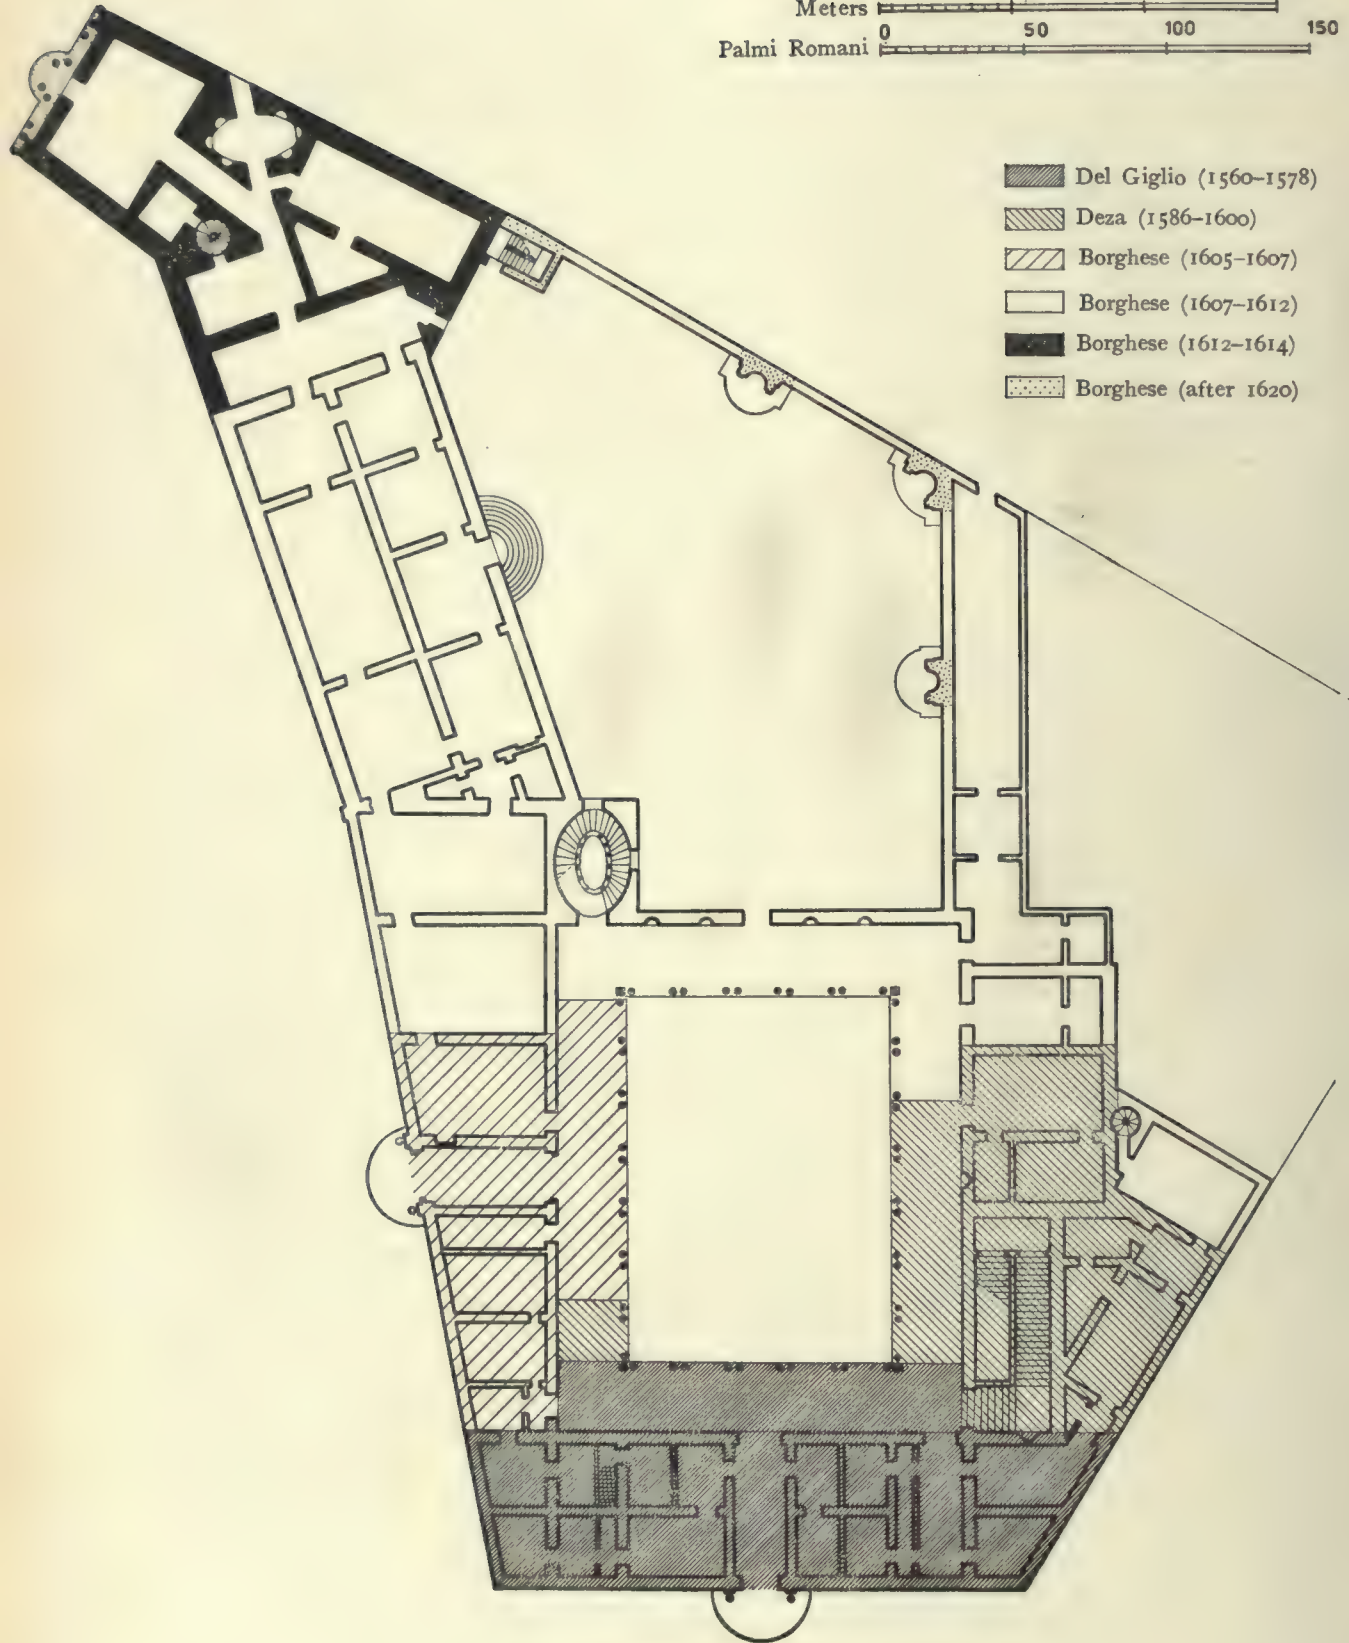 Meters
0 50 100 150
Palmi Romani
Del Giglio (1560–1578)
Deza (1586–1600)
Borghese (1605–1607)
Borghese (1607–1612)
Borghese (1612–1614)
Borghese (after 1620)